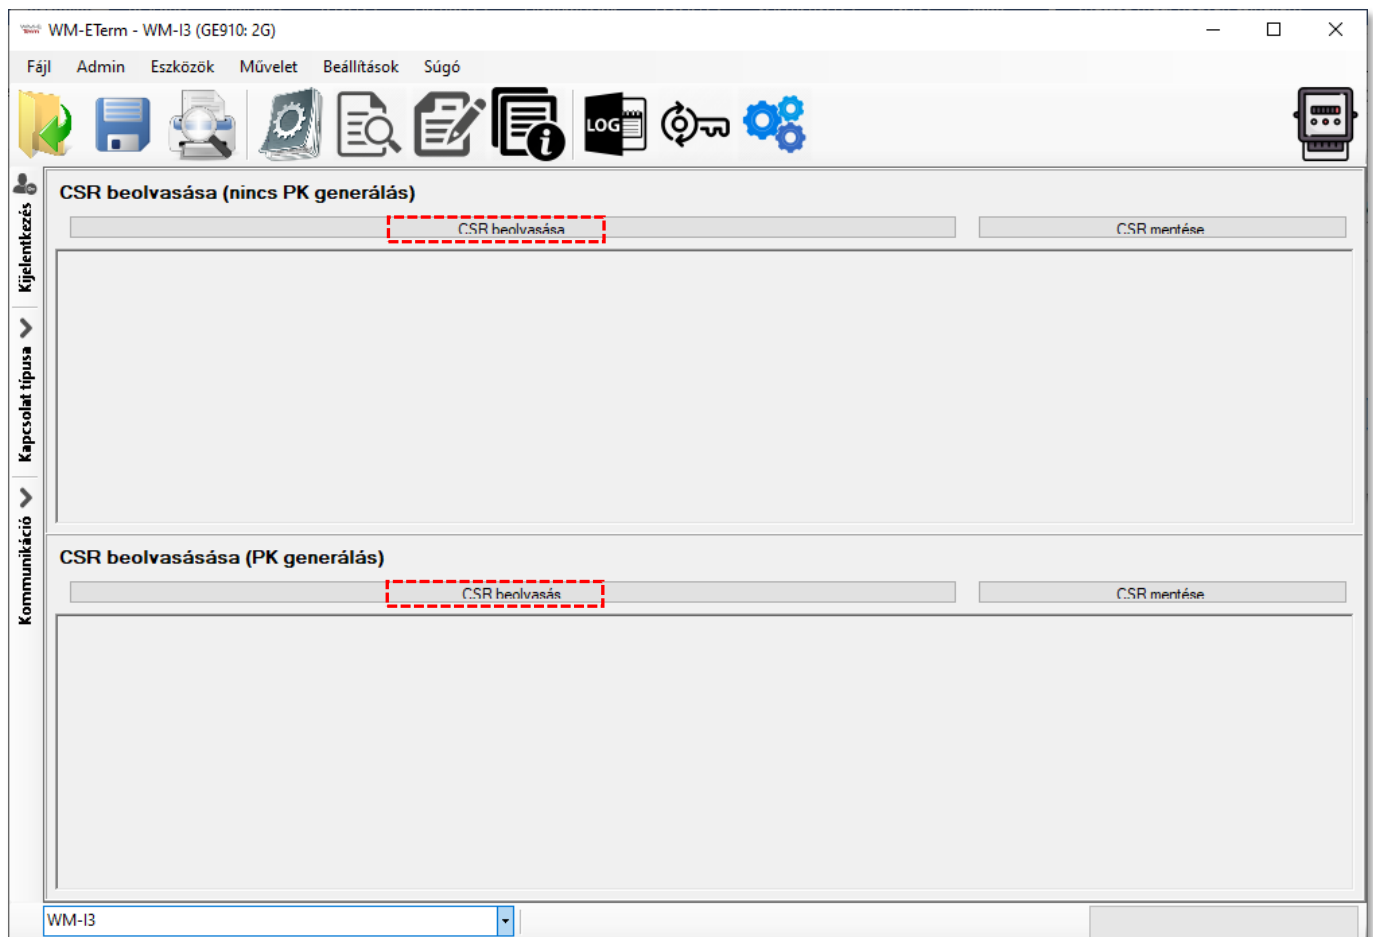 WM-ETerm - WM-I3 (GE910: 2G)
Fájl Admin Eszközök Művelet Beállítások Súgó
LOG
Kijelentkezés
Kapcsolat típusa
Kommunikáció
CSR beolvasása (nincs PK generálás)
CSR beolvasása CSR mentése
CSR beolvasásása (PK generálás)
CSR beolvasás CSR mentése
WM-I3